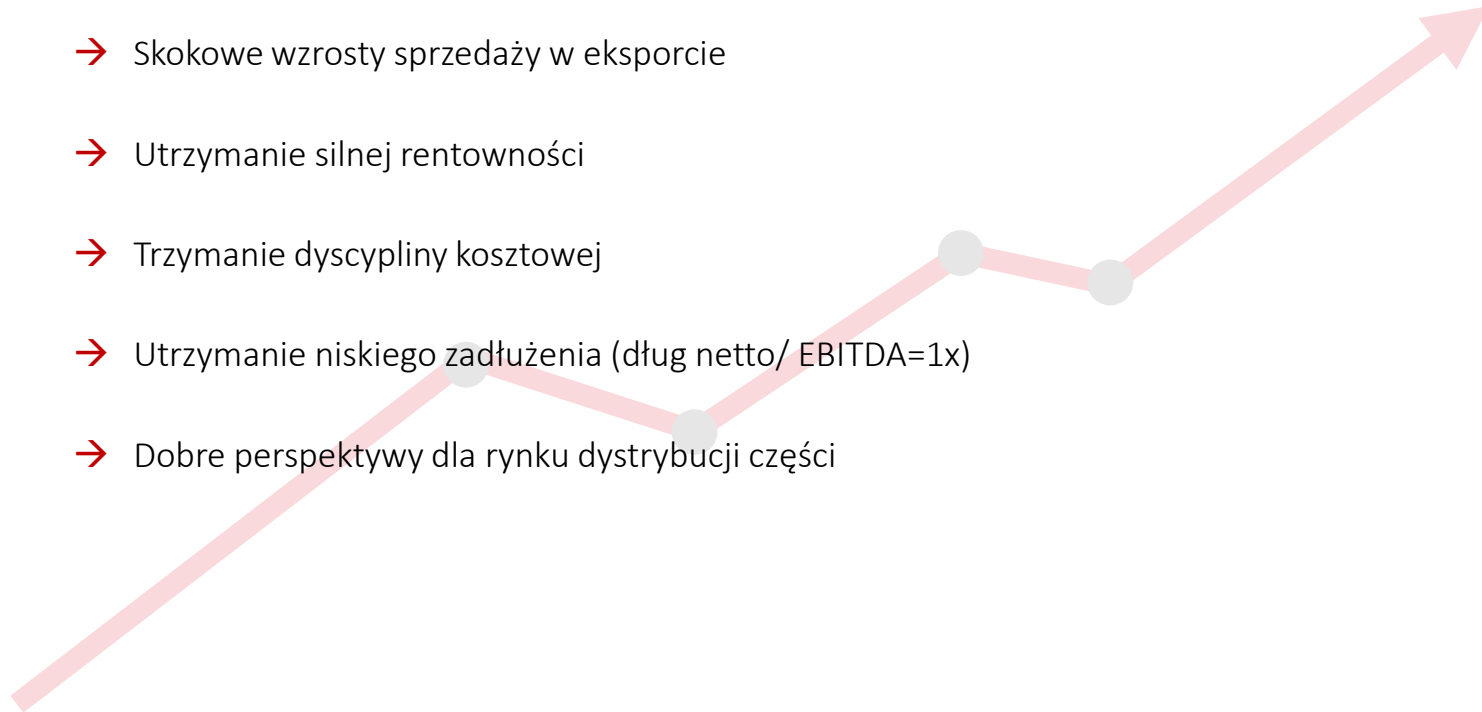 → Skokowe wzrosty sprzedaży w eksporcie
→ Utrzymanie silnej rentowności
→ Trzymanie dyscypliny kosztowej
→ Utrzymanie niskiego zadłużenia (dług netto/ EBITDA=1x)
→ Dobre perspektywy dla rynku dystrybucji części